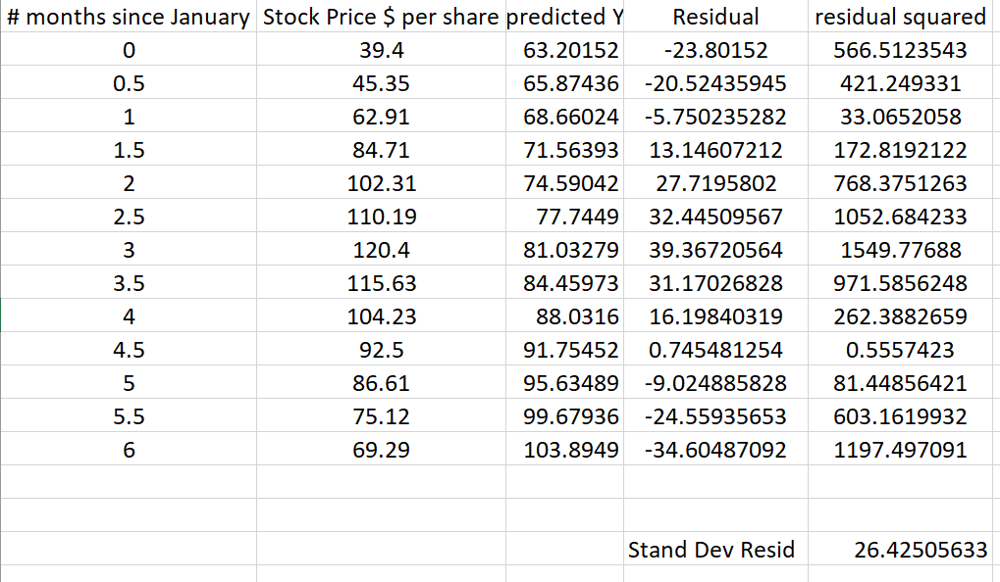 # months since January Stock Price $ per share predicted Y Residual residual squared
0 39.4 63.20152 -23.80152 566.5123543
0.5 45.35 65.87436 -20.52435945 421.249331
1 62.91 68.66024 -5.750235282 33.0652058
1.5 84.71 71.56393 13.14607212 172.8192122
2 102.31 74.59042 27.7195802 768.3751263
2.5 110.19 77.7449 32.44509567 1052.684233
3 120.4 81.03279 39.36720564 1549.77688
3.5 115.63 84.45973 31.17026828 971.5856248
4 104.23 88.0316 16.19840319 262.3882659
4.5 92.5 91.75452 0.745481254 0.5557423
5 86.61 95.63489 -9.024885828 81.44856421
5.5 75.12 99.67936 -24.55935653 603.1619932
6 69.29 103.8949 -34.60487092 1197.497091
Stand Dev Resid 26.42505633